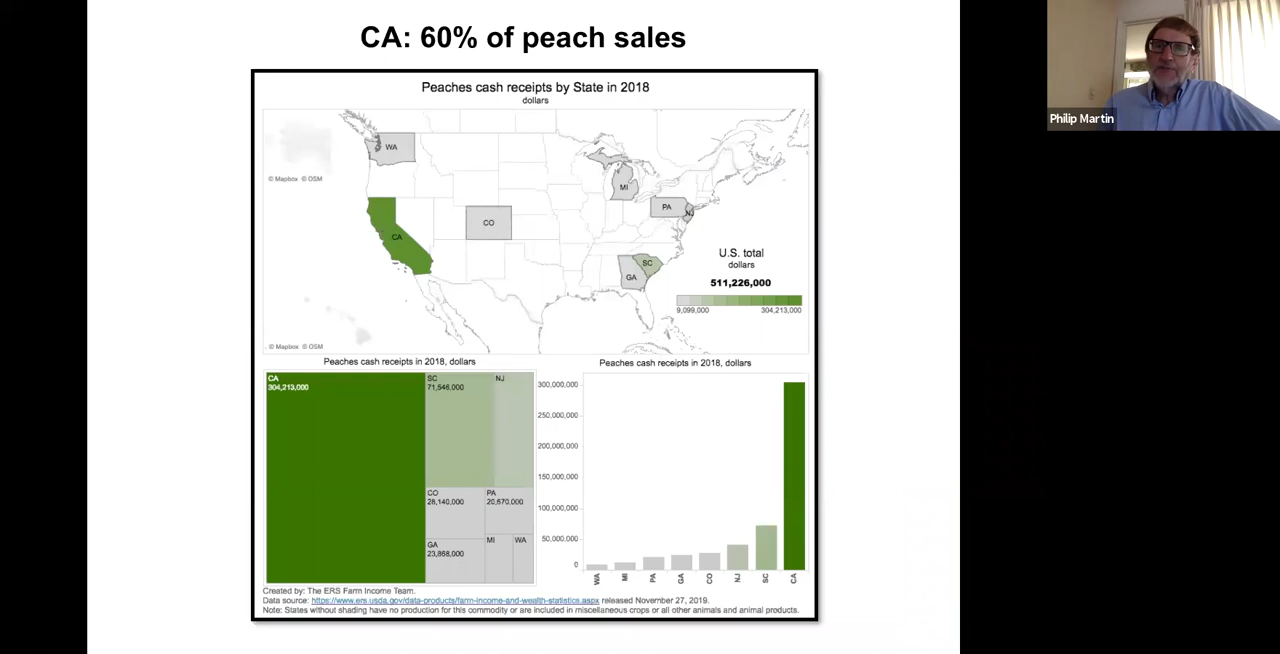 CA: 60% of peach sales
Philip Martin
Peaches cash receipts by State in 2018
dollars
WA
© Mapbox © OSM
MI
PA
NJ
CO
CA
SC
GA
U.S. total
dollars
511,226,000
9,099,000 304,213,000
© Mapbox © OSM
Peaches cash receipts in 2018, dollars
CA
304,213,000
SC
71,546,000
NJ
CO
28,140,000
PA
20,670,000
GA
23,868,000
MI
WA
Peaches cash receipts in 2018, dollars
300,000,000
250,000,000
200,000,000
150,000,000
100,000,000
50,000,000
0
WA MI PA GA CO NJ SC CA
Created by: The ERS Farm Income Team.
Data source: https://www.ers.usda.gov/data-products/farm-income-and-wealth-statistics.aspx released November 27, 2019.
Note: States without shading have no production for this commodity or are included in miscellaneous crops or all other animals and animal products.